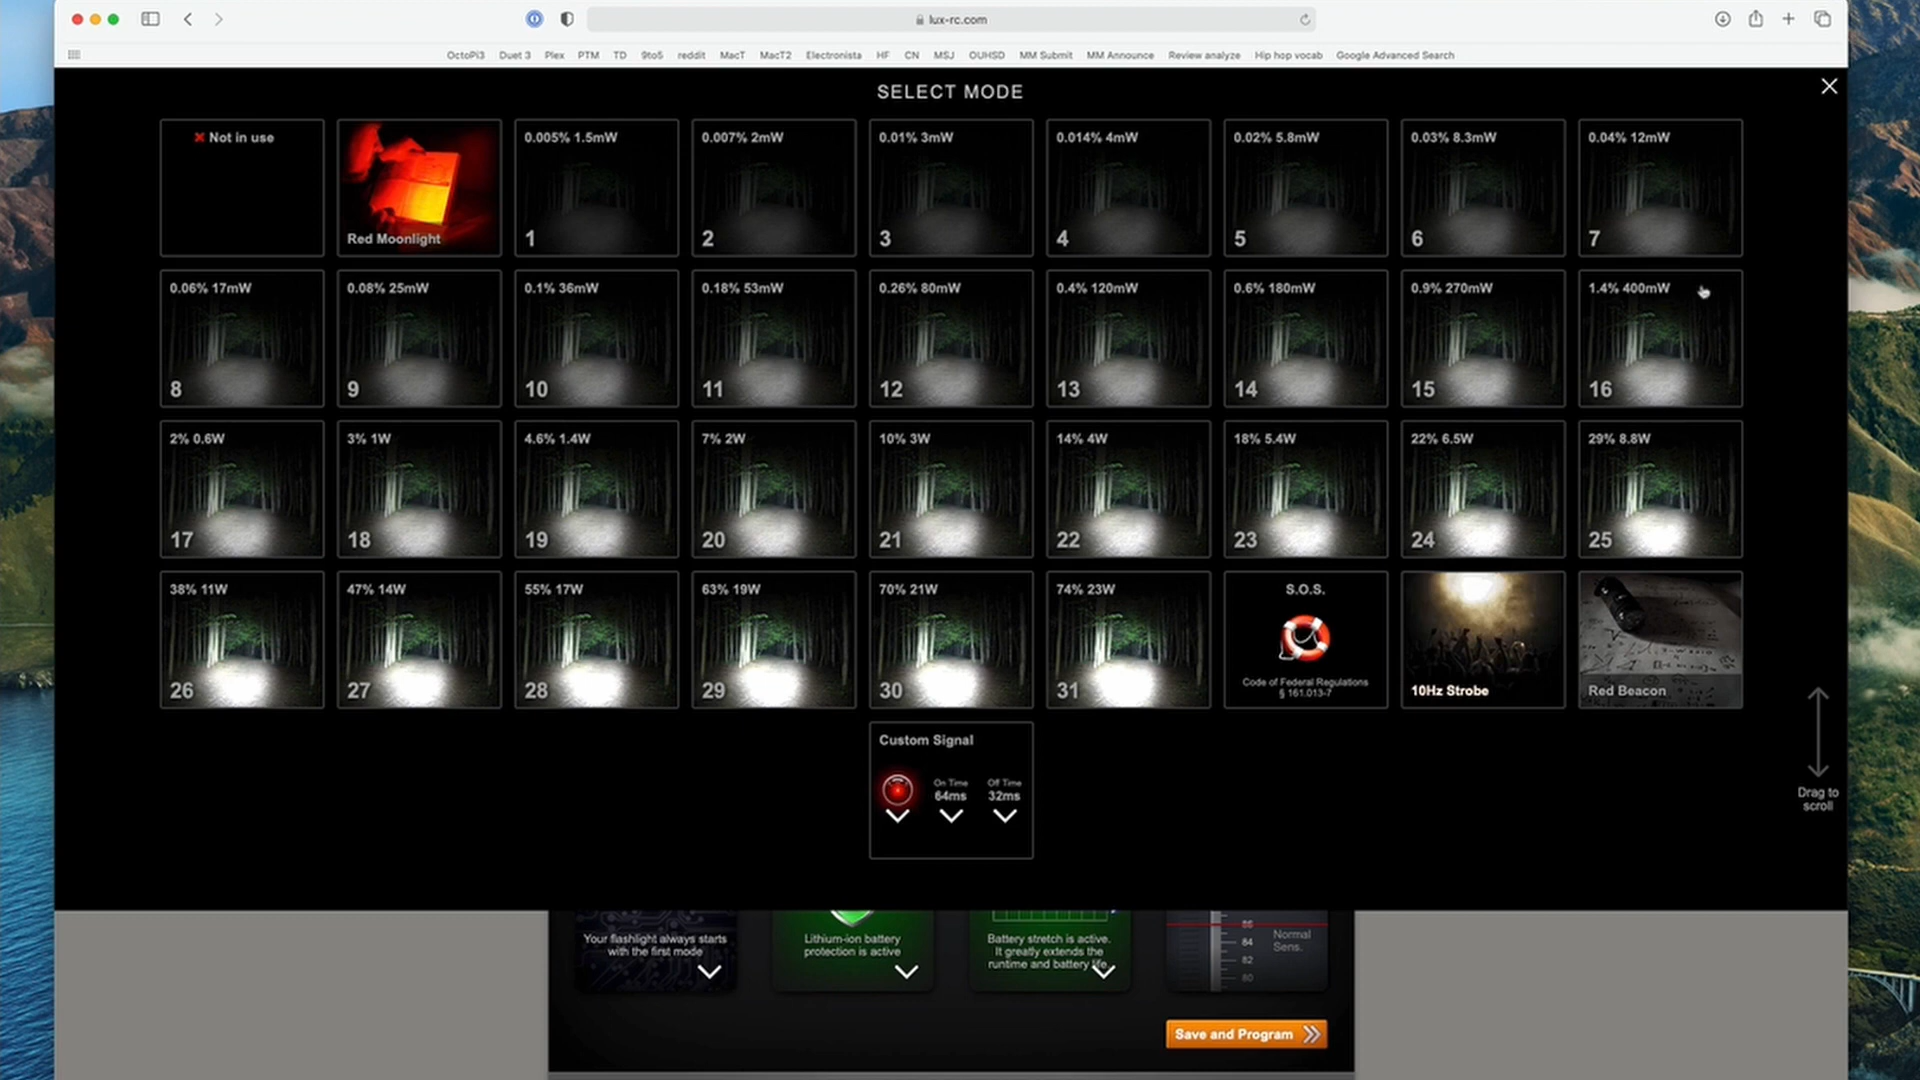 lux-rc.com
OctoPi3 Duet 3 Plex PTM TD 9to5 reddit MacT MacT2 Electronista HF CN MSJ OUHSD MM Submit MM Announce Review analyze Hip hop vocab Google Advanced Search
SELECT MODE
Not in use
Red Moonlight
0.005% 1.5mW
1
0.007% 2mW
2
0.01% 3mW
3
0.014% 4mW
4
0.02% 5.8mW
5
0.03% 8.3mW
6
0.04% 12mW
7
0.06% 17mW
8
0.08% 25mW
9
0.1% 36mW
10
0.18% 53mW
11
0.26% 80mW
12
0.4% 120mW
13
0.6% 180mW
14
0.9% 270mW
15
1.4% 400mW
16
2% 0.6W
17
3% 1W
18
4.6% 1.4W
19
7% 2W
20
10% 3W
21
14% 4W
22
18% 5.4W
23
22% 6.5W
24
29% 8.8W
25
38% 11W
26
47% 14W
27
55% 17W
28
63% 19W
29
70% 21W
30
74% 23W
31
S.O.S.
Code of Federal Regulations
§ 161.013-7
10Hz Strobe
Red Beacon
Custom Signal
On Time
64ms
Off Time
32ms
Drag to
scroll
Your flashlight always starts
with the first mode
Lithium-ion battery
protection is active
Battery stretch is active.
It greatly extends the
runtime and battery life.
86
84
82
80
Normal
Sens.
Save and Program